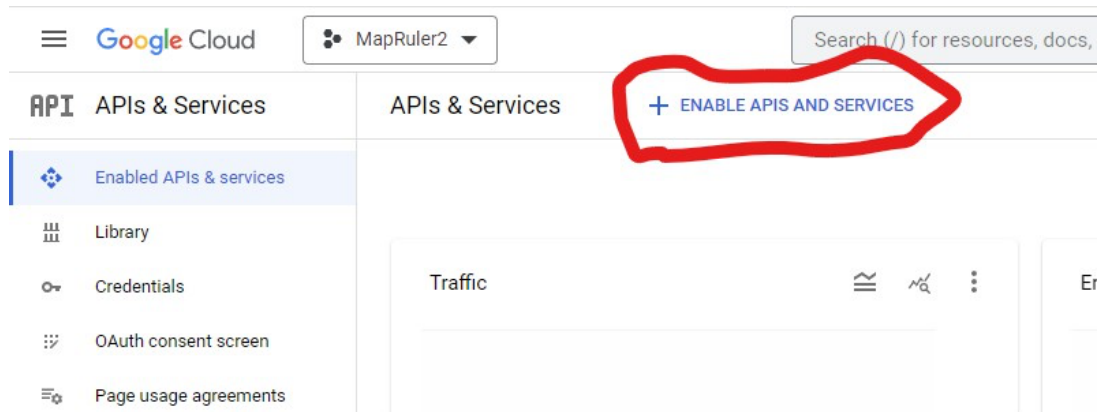 Google Cloud
MapRuler2
Search (/) for resources, docs,
API APIs & Services
APIs & Services
+ ENABLE APIS AND SERVICES
Enabled APIs & services
Library
Credentials
OAuth consent screen
Page usage agreements
Traffic